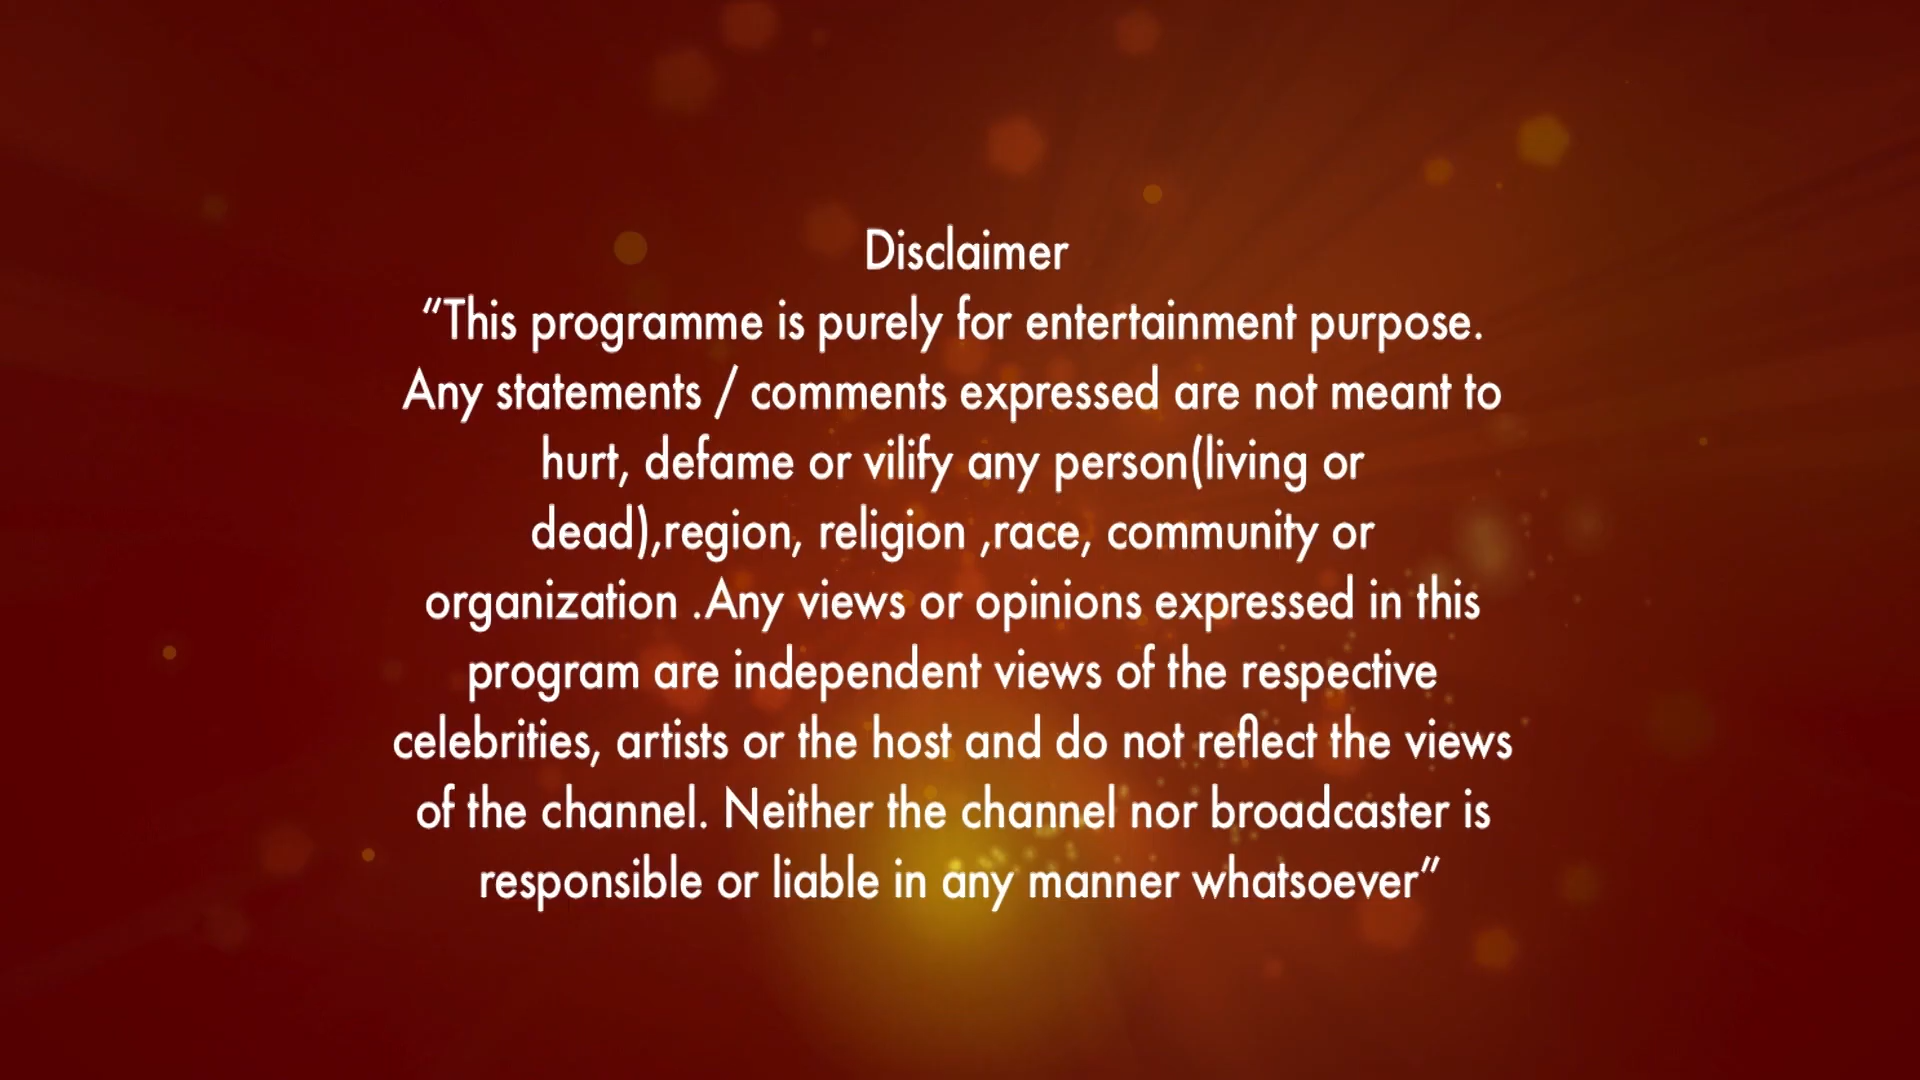 Disclaimer
“This programme is purely for entertainment purpose.
Any statements / comments expressed are not meant to
hurt, defame or vilify any person(living or
dead),region, religion ,race, community or
organization .Any views or opinions expressed in this
program are independent views of the respective
celebrities, artists or the host and do not reflect the views
of the channel. Neither the channel nor broadcaster is
responsible or liable in any manner whatsoever”